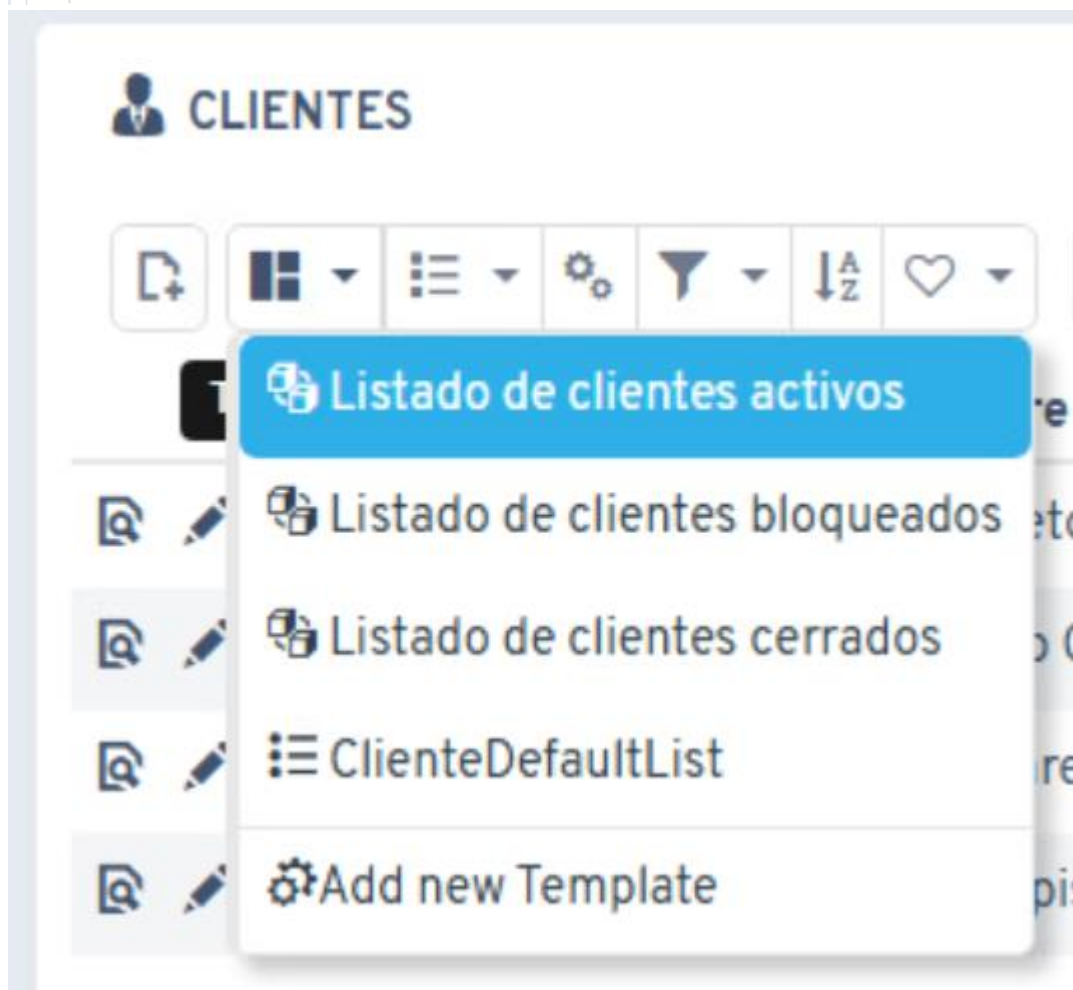 CLIENTES
Listado de clientes activos
Listado de clientes bloqueados
Listado de clientes cerrados
ClienteDefaultList
Add new Template